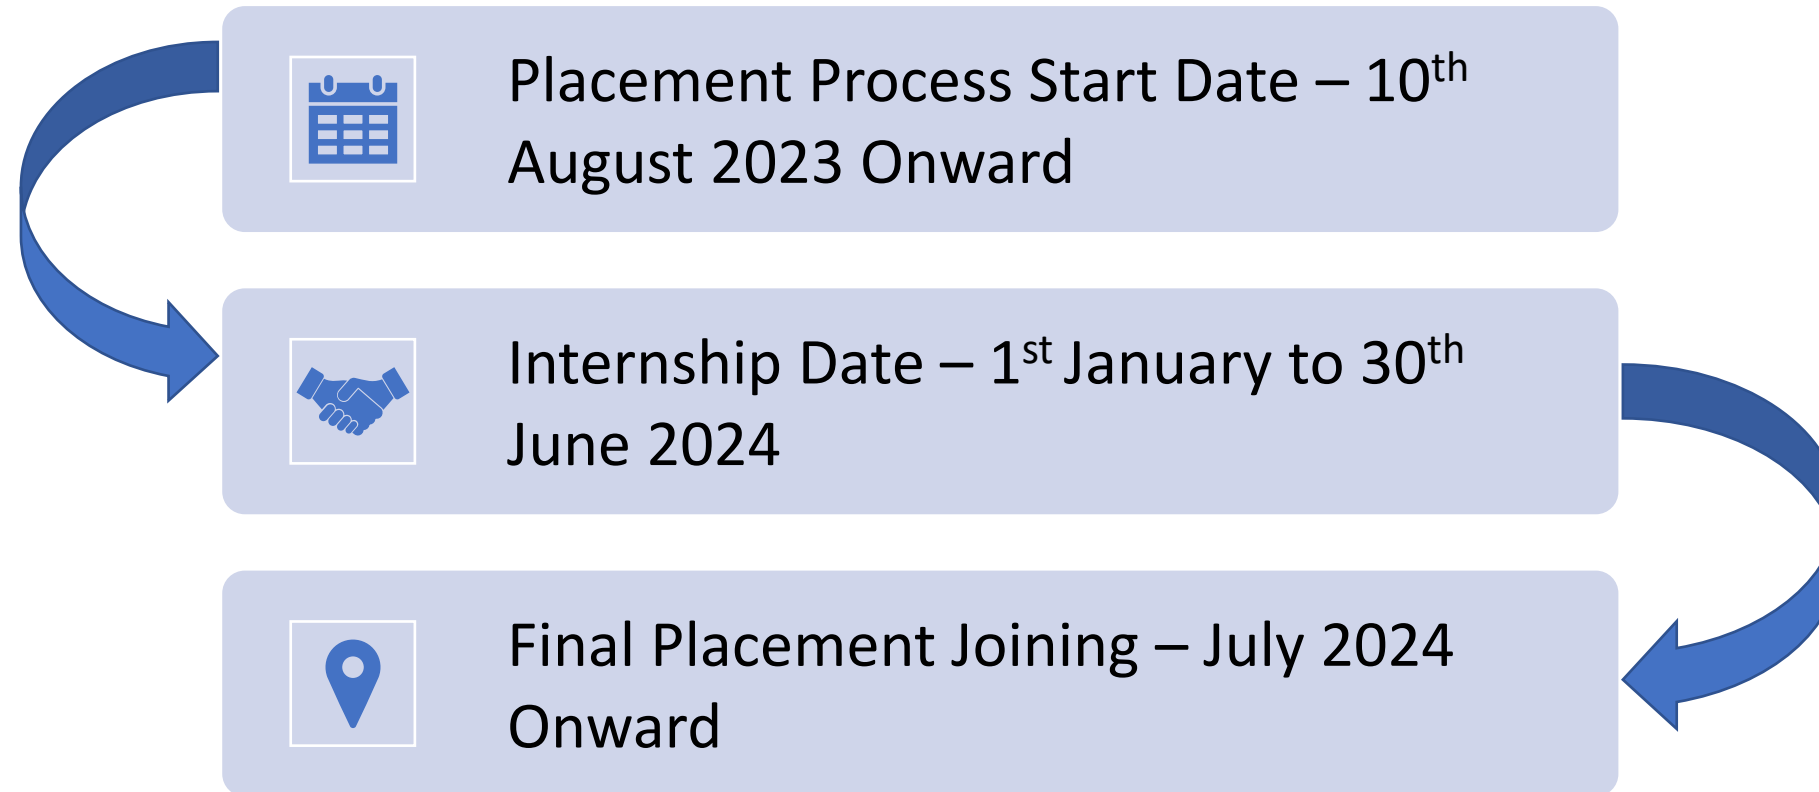 Placement Process Start Date – 10th
August 2023 Onward
Internship Date – 1st January to 30th
June 2024
Final Placement Joining – July 2024
Onward